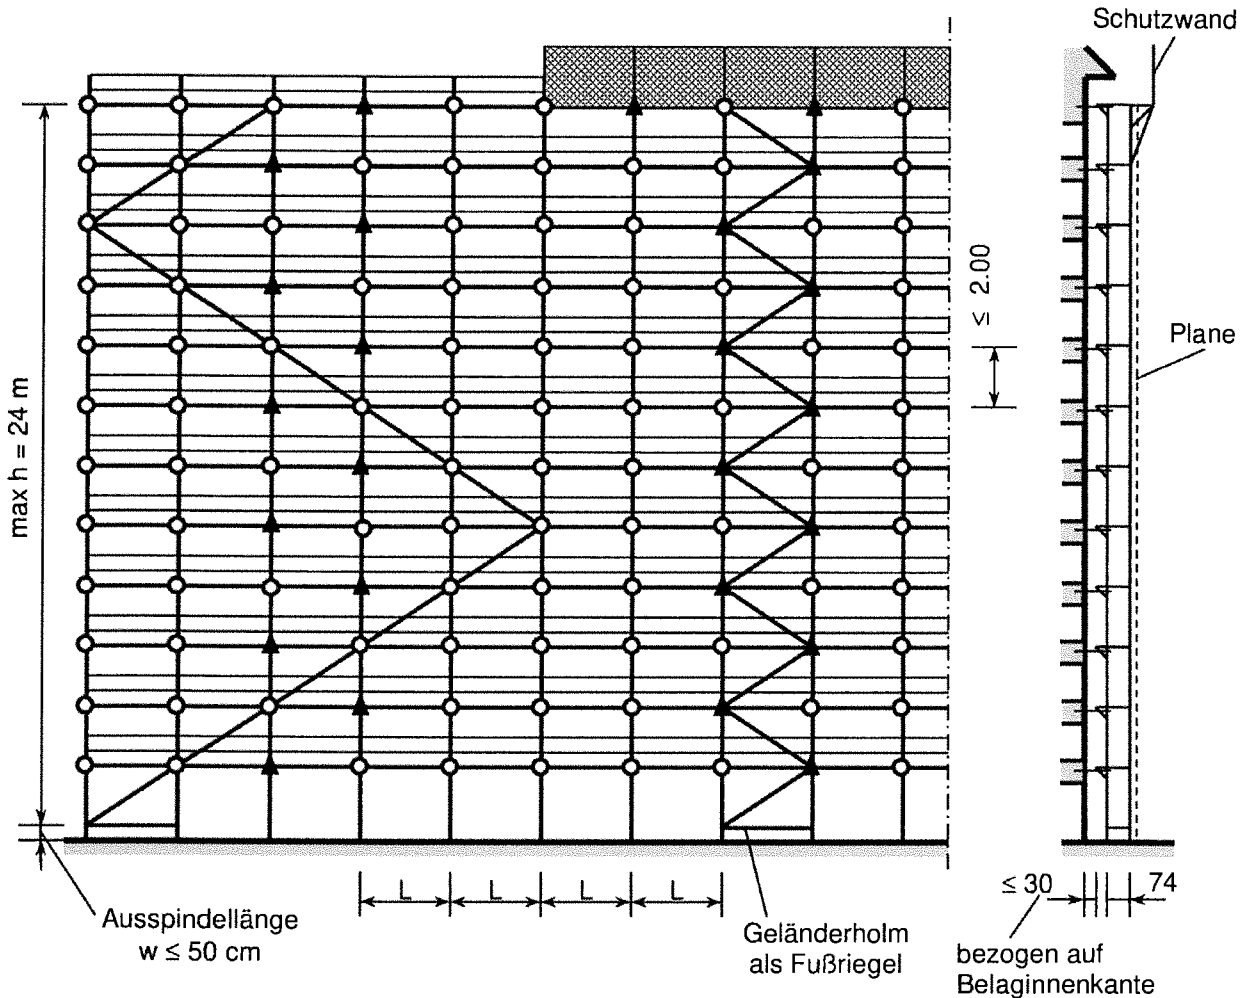 Schutzwand
≤ 2.00
Plane
max h = 24 m
L L L L
≤ 30 74
Ausspindellänge
w ≤ 50 cm
Geländerholm
als Fußriegel
bezogen auf
Belaginnenkante